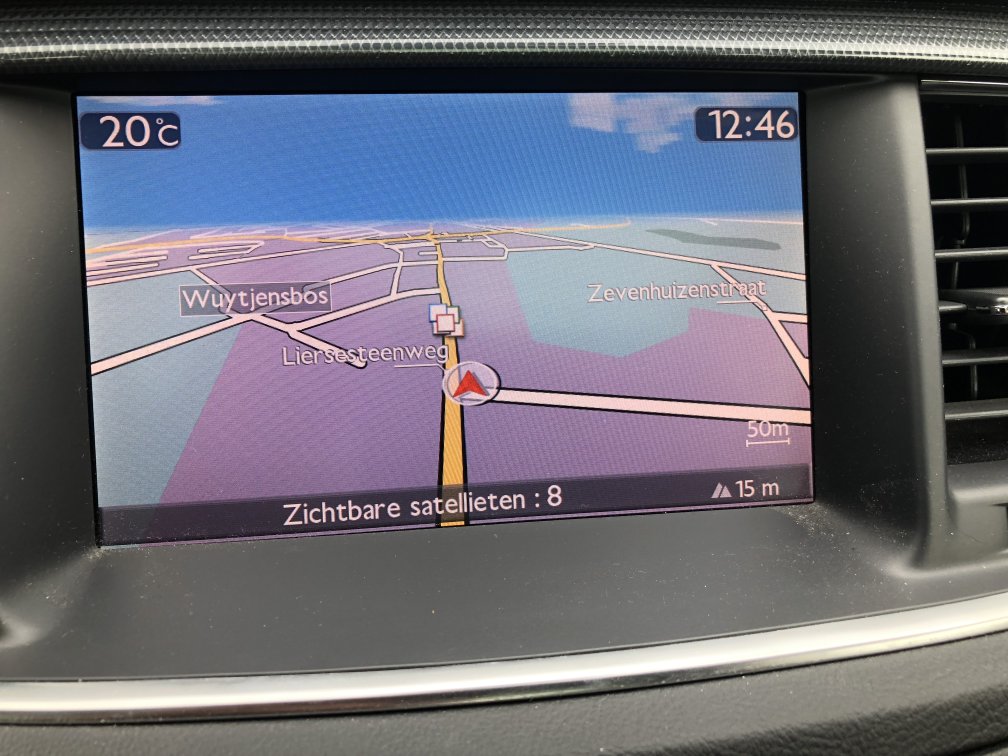 20°C
12:46
Wuytjensbos
Zevenhuizenstraat
Liersesteenweg
50m
Zichtbare satellieten : 8
15 m